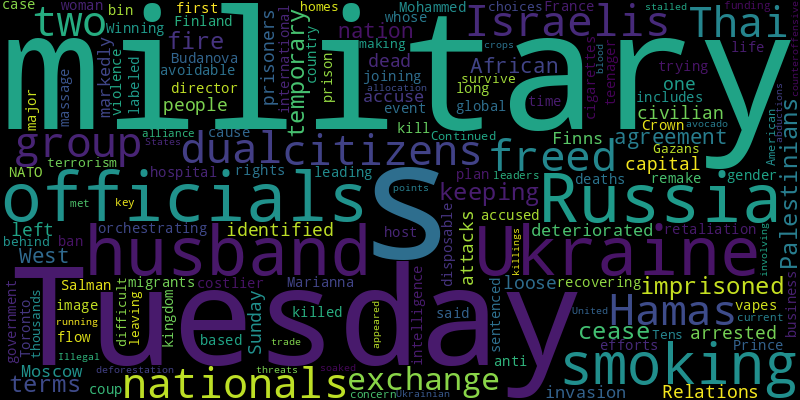 case woman bin first Finland homes France whose Mohammed choices stalled funding
two Winning Budanova avoidable fire nation making Israelis Thai
military
major massage markedly violence labeled director people prisoners international temporary country prison
dead joining accuse event African survive long global time trying one includes civilian life
cigarettes blood teenager crops allocation avocado abductions American counteroffensive
group alliance cause kill Continued Finns Crown agreement Gazans
States dual citizens freed capital Palestinians
NATO terrorism hospital rights leading points plan leaders deaths remake gender
officials S Russia
met key keeping accused
left orchestrating identified host disposable attacks deteriorated retaliation
behind ban husband Ukraine killings involving
West
Salman migrants costlier Marianna intelligence loose recovering imprisoned business
government Toronto thousands image running flow difficult leaving kingdom Sunday killed appeared said sentenced Hamas vapes current
Tuesday United cease Tens arrested
Illegal based trade anti efforts Prince
Moscow deforestation threats soaked smoking
terms coup nationals exchange concern Ukrainian invasion Relations